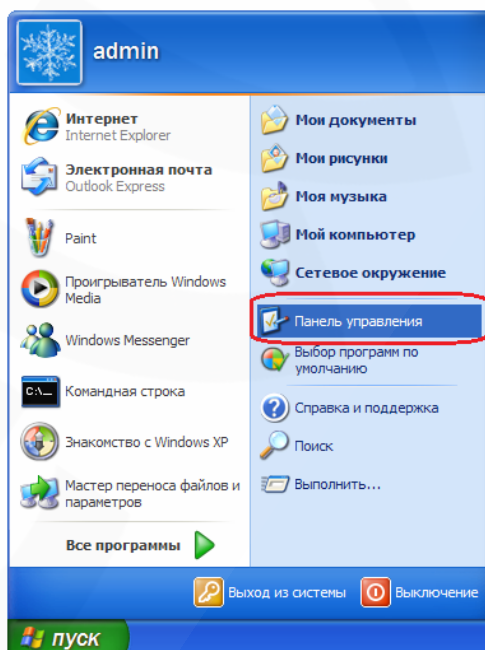 admin
Интернет
Internet Explorer
Электронная почта
Outlook Express
Paint
Проигрыватель Windows
Media
Windows Messenger
C:\_
Командная строка
Знакомство с Windows XP
Мастер переноса файлов и
параметров
Все программы
Мои документы
Мои рисунки
Моя музыка
Мой компьютер
Сетевое окружение
Панель управления
Выбор программ по
умолчанию
Справка и поддержка
Поиск
Выполнить...
Выход из системы
Выключение
пуск